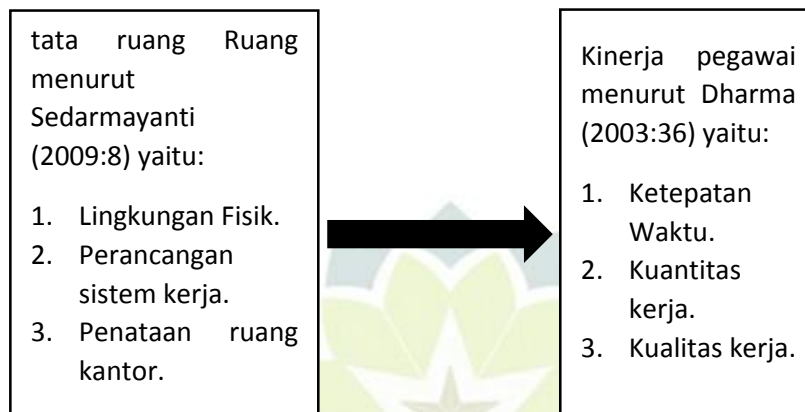 tata ruang Ruang
menurut
Sedarmayanti
(2009:8) yaitu:
1. Lingkungan Fisik.
2. Perancangan
sistem kerja.
3. Penataan ruang
kantor.
Kinerja pegawai
menurut Dharma
(2003:36) yaitu:
1. Ketepatan
Waktu.
2. Kuantitas
kerja.
3. Kualitas kerja.